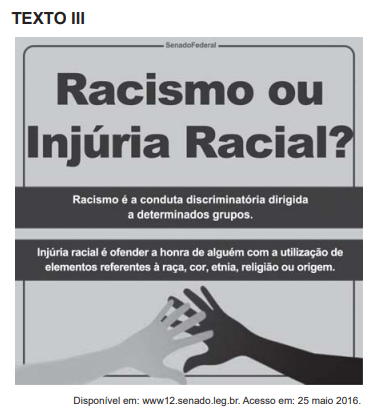 TEXTO III
SenadoFederal
Racismo ou
Injúria Racial?
Racismo é a conduta discriminatória dirigida
a determinados grupos.
Injúria racial é ofender a honra de alguém com a utilização de
elementos referentes à raça, cor, etnia, religião ou origem.
Disponível em: www12.senado.leg.br. Acesso em: 25 maio 2016.